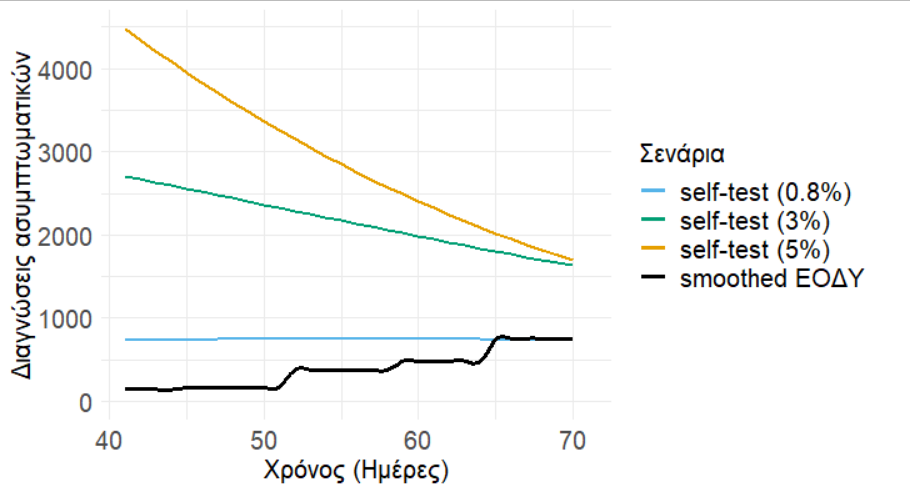 Διαγνώσεις ασυμπτωματικών
4000
3000
2000
1000
0
40
50
60
70
Χρόνος (Ημέρες)
Σενάρια
self-test (0.8%)
self-test (3%)
self-test (5%)
smoothed ΕΟΔΥ